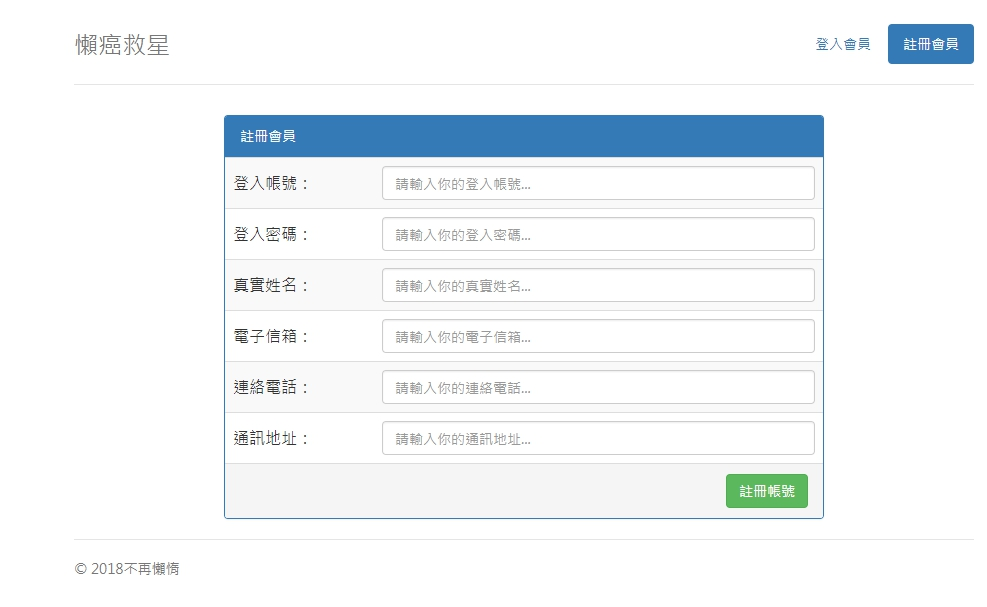 懶癌救星
登入會員
註冊會員
註冊會員
登入帳號：
請輸入你的登入帳號...
登入密碼：
請輸入你的登入密碼...
真實姓名：
請輸入你的真實姓名...
電子信箱：
請輸入你的電子信箱...
連絡電話：
請輸入你的連絡電話...
通訊地址：
請輸入你的通訊地址...
註冊帳號
© 2018不再懶惰